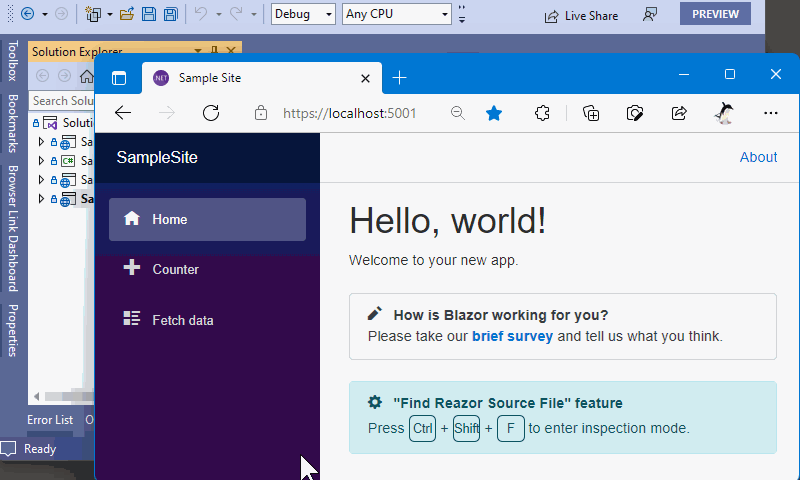 Debug
Any CPU
Live Share
PREVIEW
Solution Explorer
Search Solu
Solution
Sa
Sa
Sa
Sa
Toolbox
Bookmarks
Browser Link Dashboard
Properties
Error List
O
Ready
NET
Sample Site
https://localhost:5001
SampleSite
About
Home
Counter
Fetch data
Hello, world!
Welcome to your new app.
How is Blazor working for you?
Please take our brief survey and tell us what you think.
"Find Reazor Source File" feature
Press Ctrl + Shift + F to enter inspection mode.